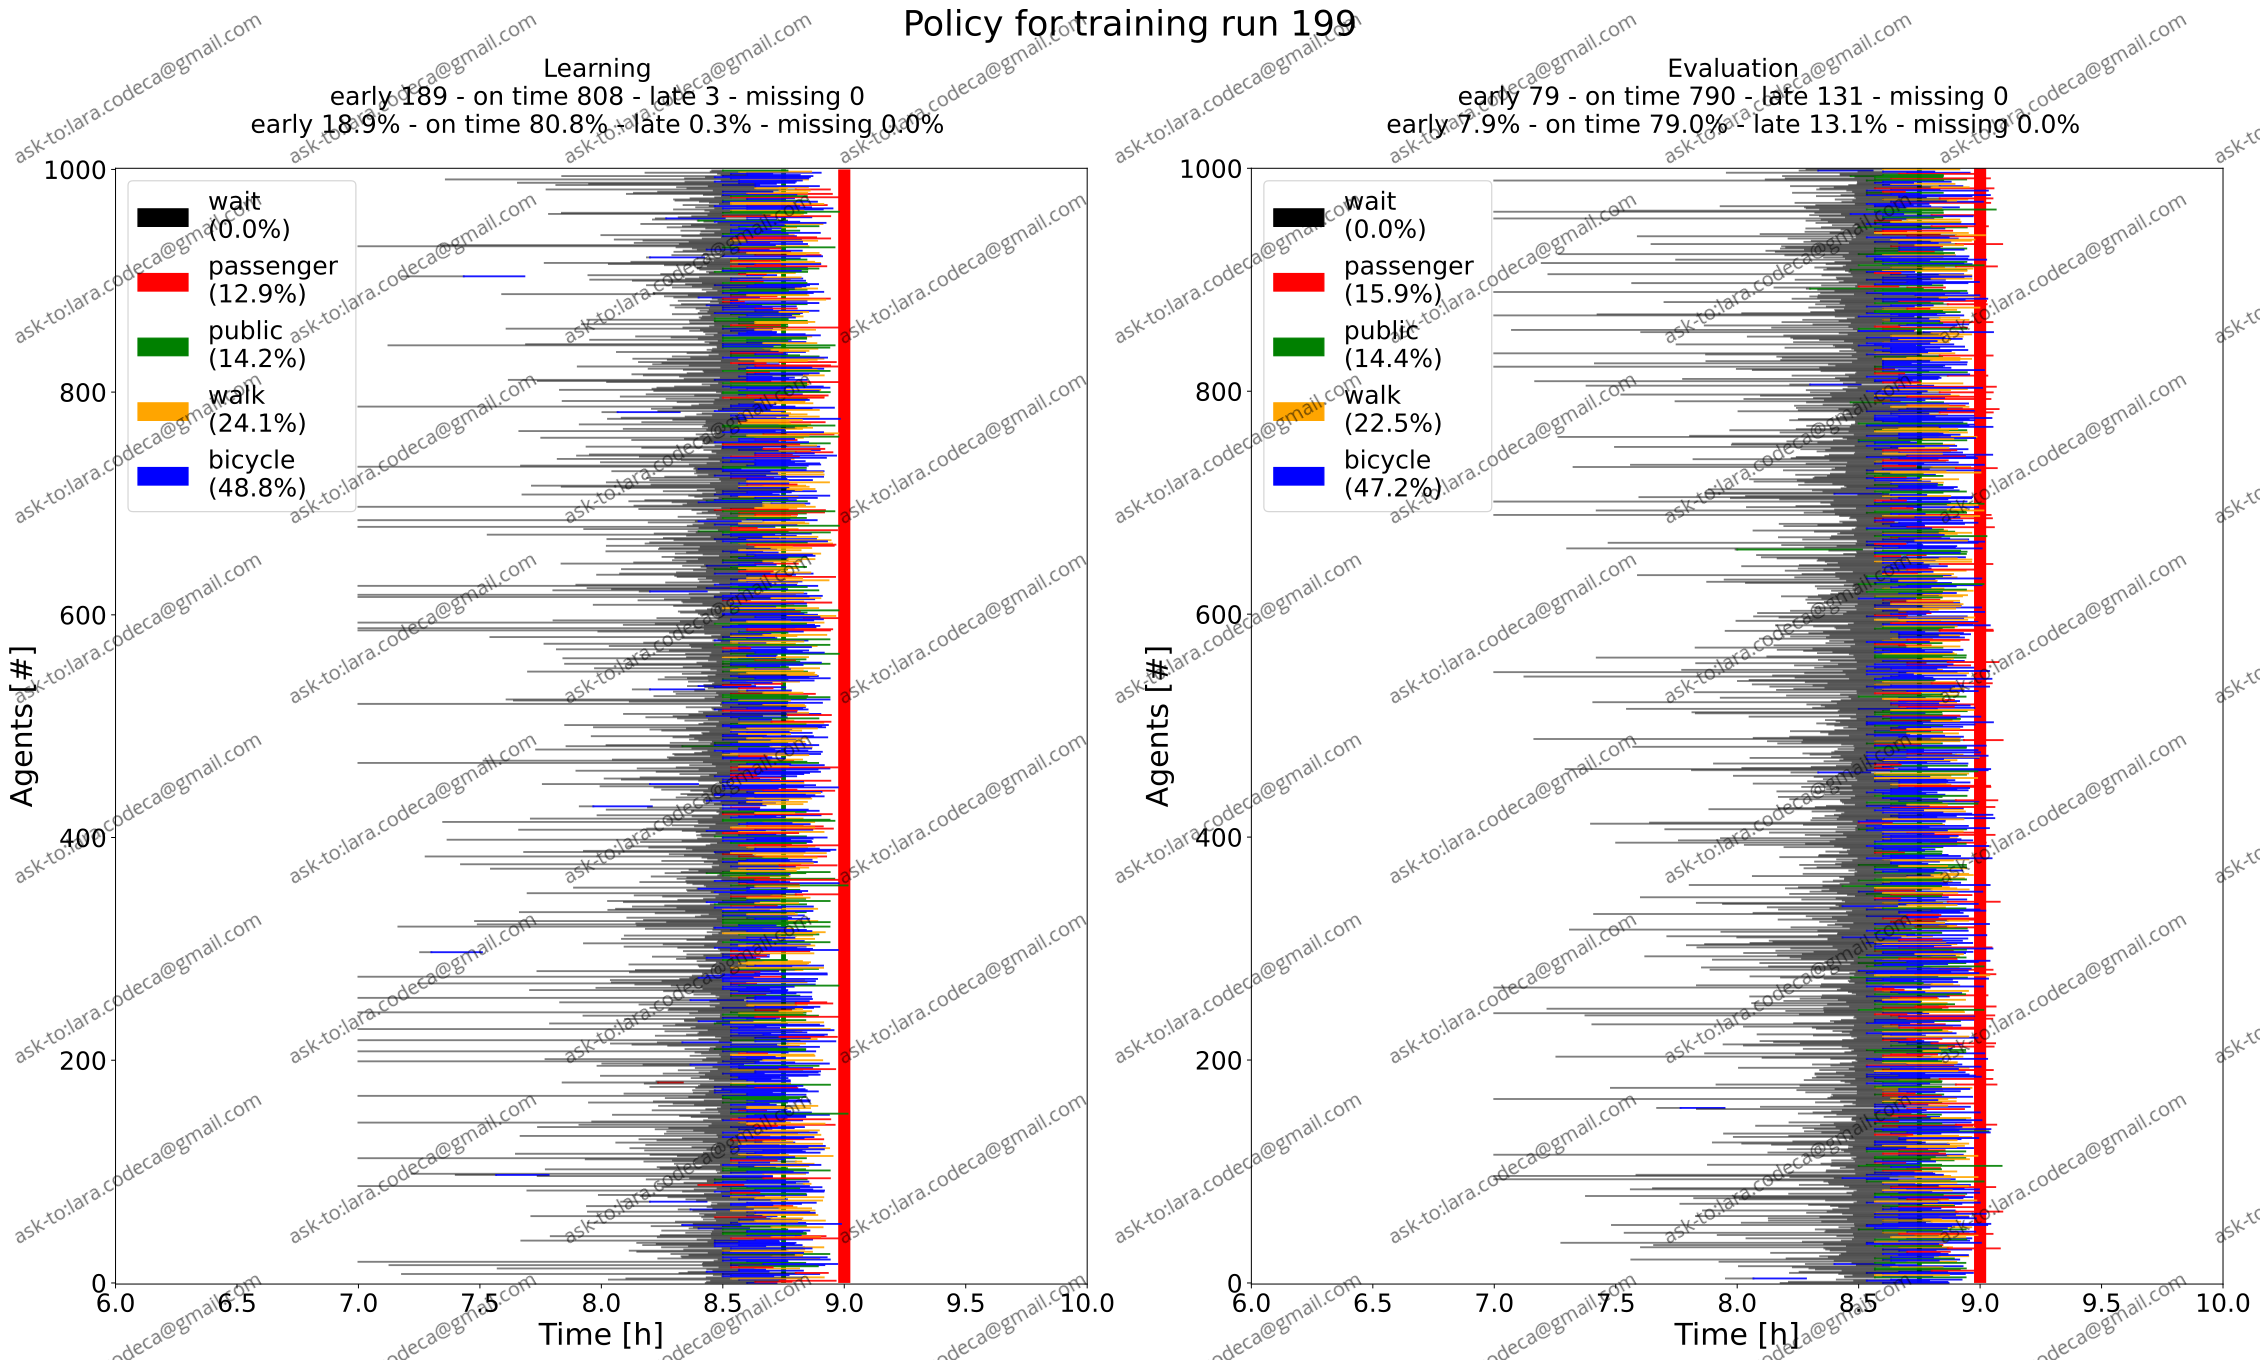 Policy for training run 199
Learning
early 189 - on time 808 - late 3 - missing 0
early 18.9% - on time 80.8% - late 0.3% - missing 0.0%
Agents [#]
1000
800
600
400
200
0
wait
(0.0%)
passenger
(12.9%)
public
(14.2%)
walk
(24.1%)
bicycle
(48.8%)
6.0 6.5 7.0 7.5 8.0 8.5 9.0 9.5 10.0
Time [h]
Evaluation
early 79 - on time 790 - late 131 - missing 0
early 7.9% - on time 79.0% - late 13.1% - missing 0.0%
Agents [#]
1000
800
600
400
200
0
wait
(0.0%)
passenger
(15.9%)
public
(14.4%)
walk
(22.5%)
bicycle
(47.2%)
6.0 6.5 7.0 7.5 8.0 8.5 9.0 9.5 10.0
Time [h]
ask-to:lara.codeca@gmail.com